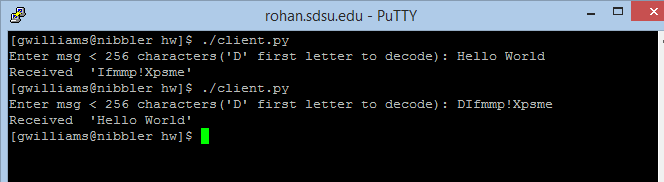 rohan.sdsu.edu - PuTTY
[gwilliams@nibbler hw]$ ./client.py
Enter msg < 256 characters('D' first letter to decode): Hello World
Received  'Ifmmp!Xpsme'
[gwilliams@nibbler hw]$ ./client.py
Enter msg < 256 characters('D' first letter to decode): DIfmmp!Xpsme
Received  'Hello World'
[gwilliams@nibbler hw]$